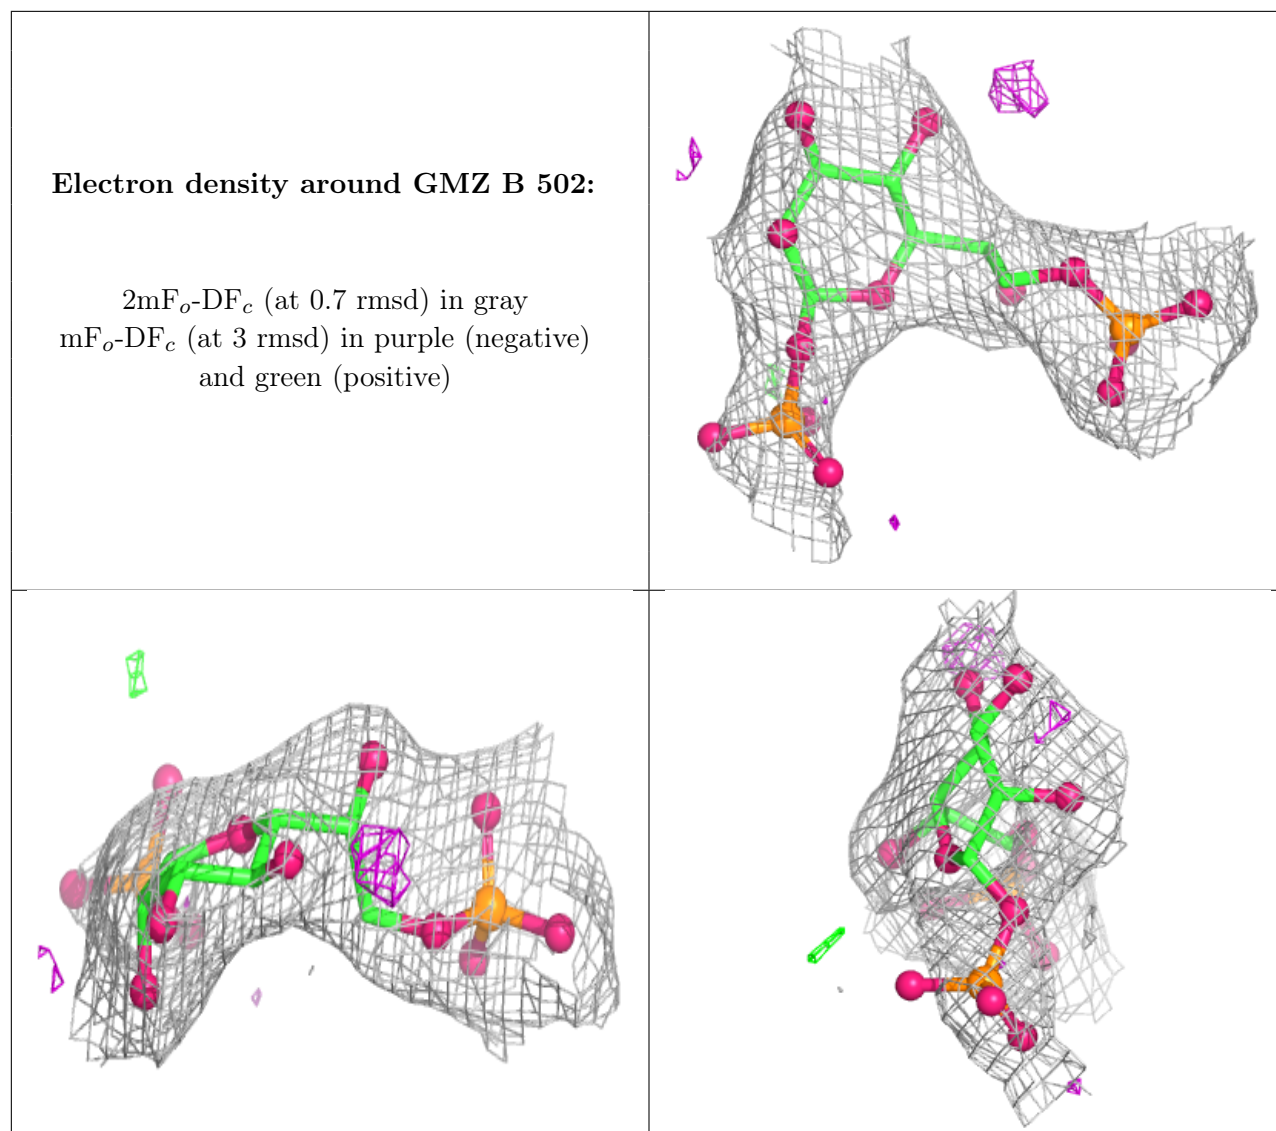 Electron density around GMZ B 502:
2mFo-DFc (at 0.7 rmsd) in gray
mFo-DFc (at 3 rmsd) in purple (negative)
and green (positive)